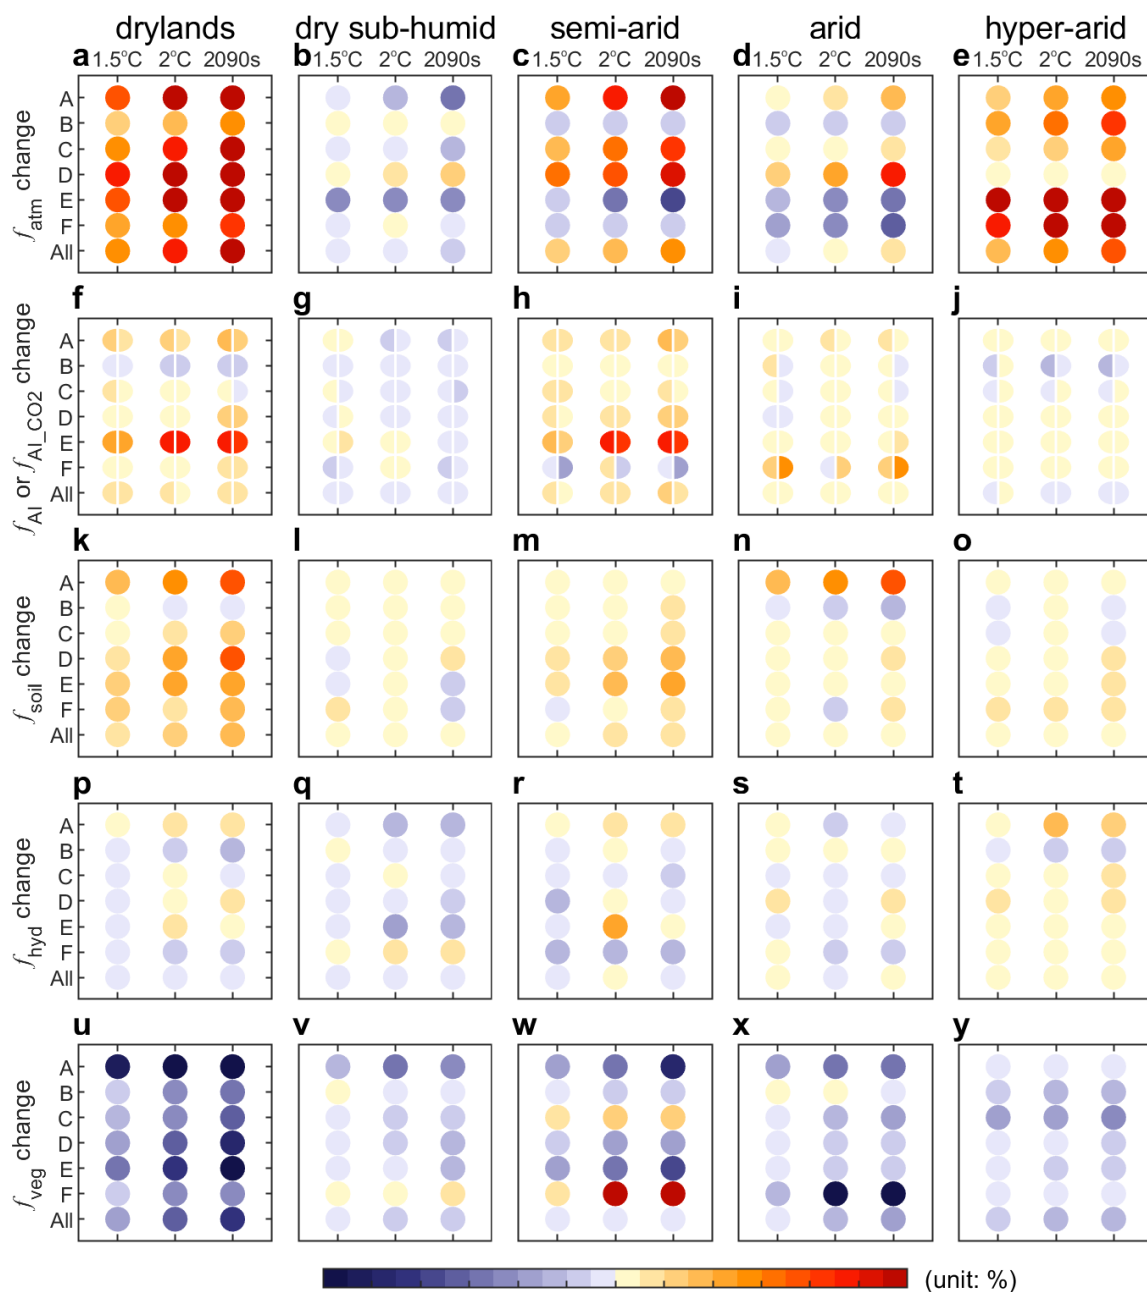 drylands dry sub-humid semi-arid arid hyper-arid
a 1.5°C 2°C 2090s b 1.5°C 2°C 2090s c 1.5°C 2°C 2090s d 1.5°C 2°C 2090s e 1.5°C 2°C 2090s
fatm change
A
B
C
D
E
F
All
f g h i j
fAI or fAI_CO2 change
A
B
C
D
E
F
All
k l m n o
fsoil change
A
B
C
D
E
F
All
p q r s t
fhyd change
A
B
C
D
E
F
All
u v w x y
fveg change
A
B
C
D
E
F
All
(unit: %)